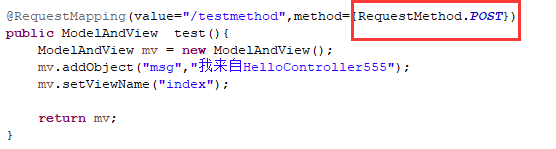 @RequestMapping(value="/testmethod",method={RequestMethod.POST})
public ModelAndView  test(){
    ModelAndView mv = new ModelAndView();
    mv.addObject("msg","我来自HelloController555");
    mv.setViewName("index");
    return mv;
}